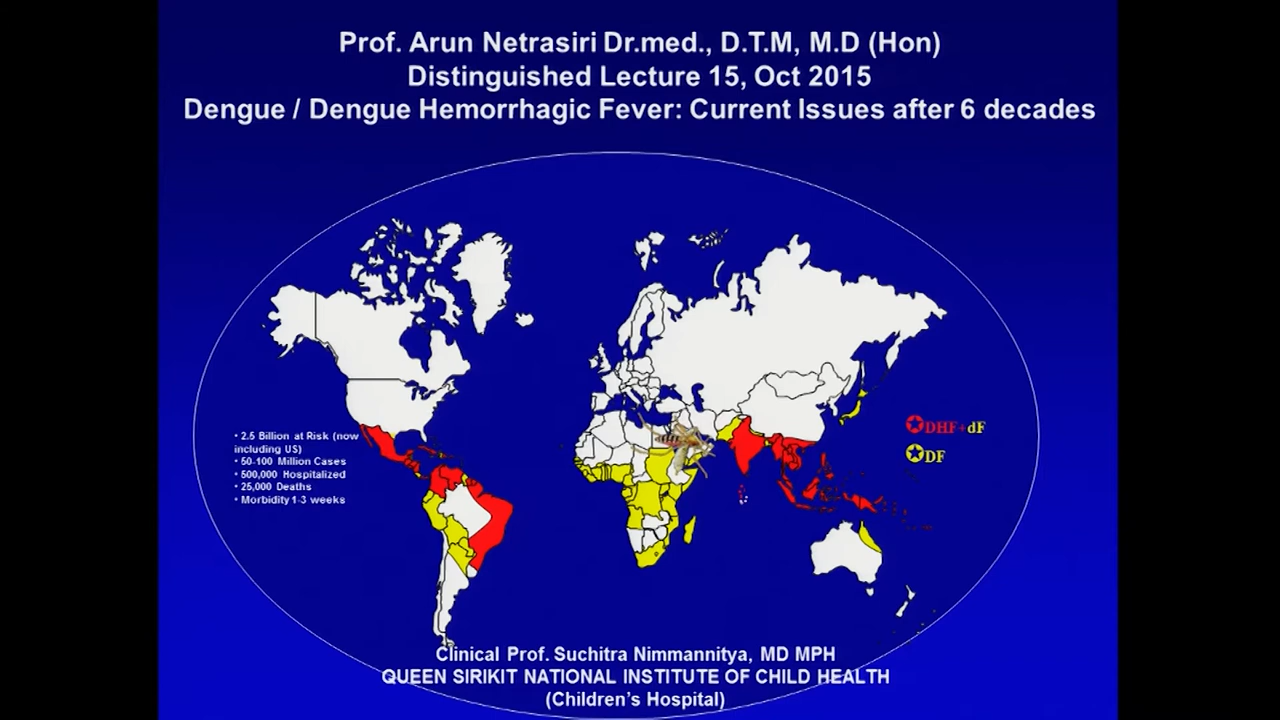 Prof. Arun Netrasiri Dr.med., D.T.M, M.D (Hon)
Distinguished Lecture 15, Oct 2015
Dengue / Dengue Hemorrhagic Fever: Current Issues after 6 decades
• 2.5 Billion at Risk (now
including US)
• 50-100 Million Cases
• 500,000 Hospitalized
• 25,000 Deaths
• Morbidity 1-3 weeks
DHF+dF
DF
Clinical Prof. Suchitra Nimmannitya, MD MPH
QUEEN SIRIKIT NATIONAL INSTITUTE OF CHILD HEALTH
(Children's Hospital)